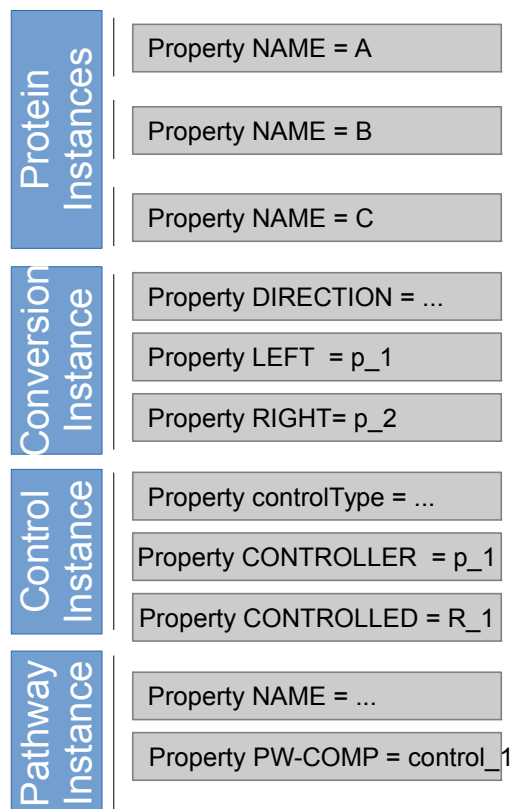 Protein
Instances
Property NAME = A
Property NAME = B
Property NAME = C
Conversion
Instance
Property DIRECTION = ...
Property LEFT  = p_1
Property RIGHT= p_2
Control
Instance
Property controlType = ...
Property CONTROLLER  = p_1
Property CONTROLLED = R_1
Pathway
Instance
Property NAME = ...
Property PW-COMP = control_1